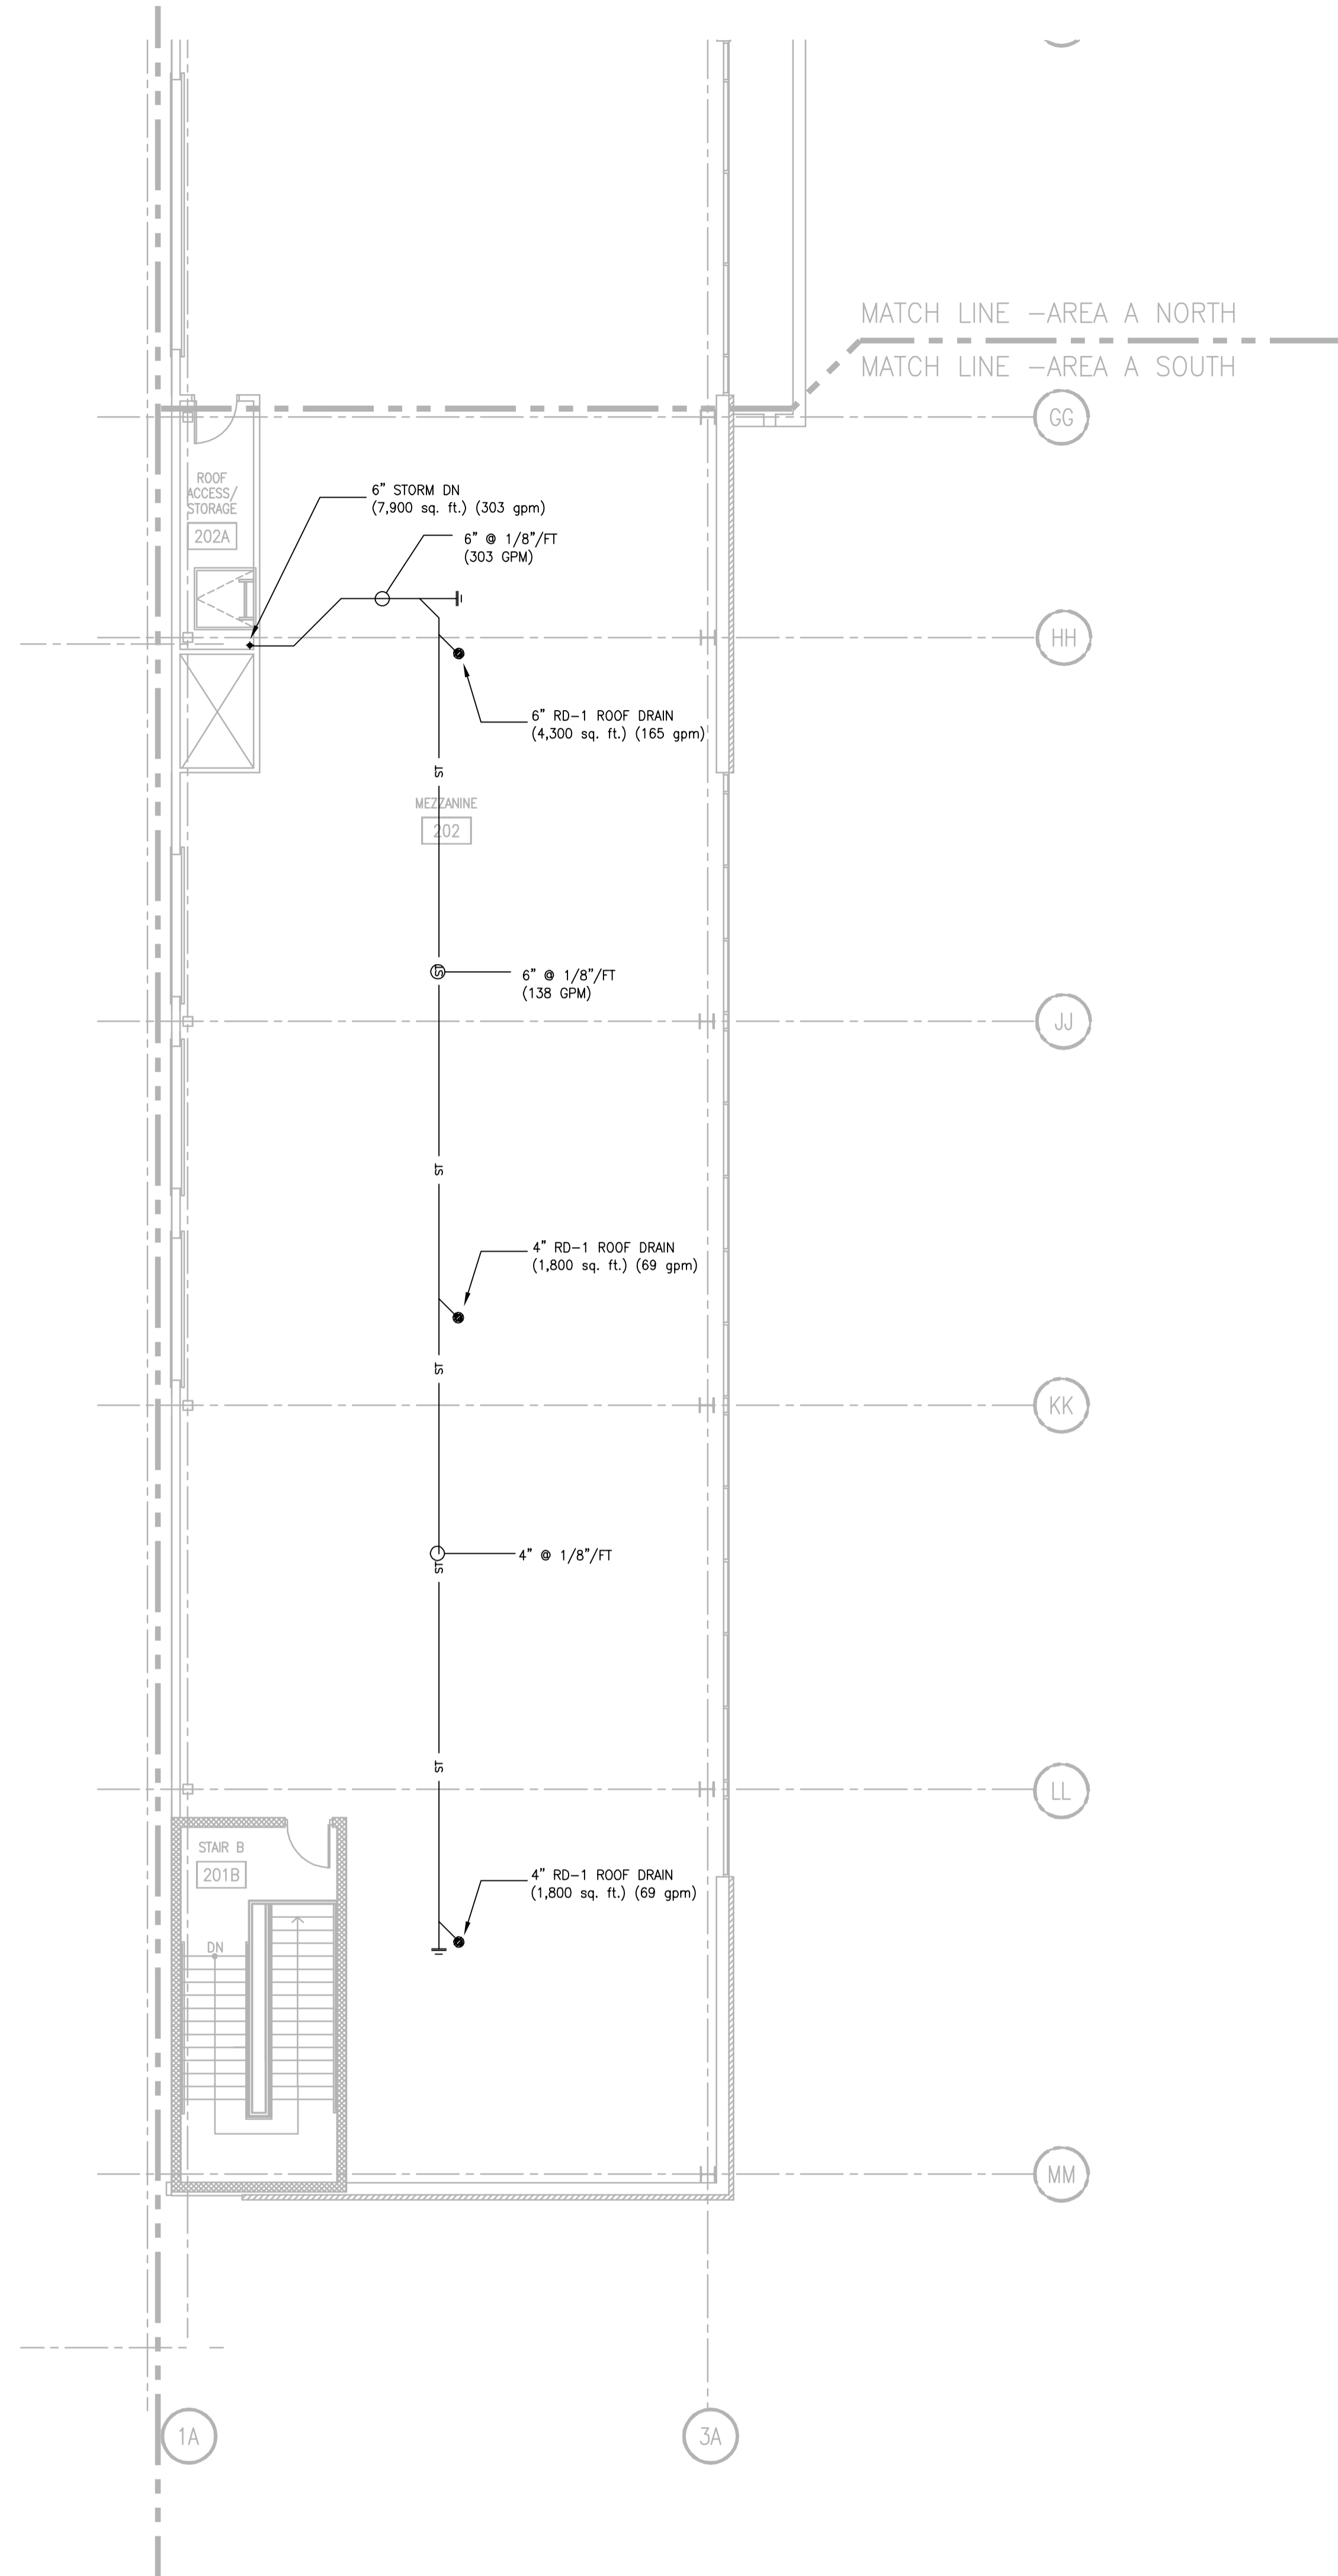 MATCH LINE -AREA A NORTH
MATCH LINE -AREA A SOUTH
GG
ROOF
ACCESS/
STORAGE
202A
6" STORM DN
(7,900 sq. ft.) (303 gpm)
6" @ 1/8"/FT
(303 GPM)
HH
6" RD-1 ROOF DRAIN
(4,300 sq. ft.) (165 gpm)
ST
MEZZANINE
202
ST
6" @ 1/8"/FT
(138 GPM)
JJ
ST
4" RD-1 ROOF DRAIN
(1,800 sq. ft.) (69 gpm)
ST
KK
4" @ 1/8"/FT
ST
ST
LL
STAIR B
201B
4" RD-1 ROOF DRAIN
(1,800 sq. ft.) (69 gpm)
DN
MM
1A
3A